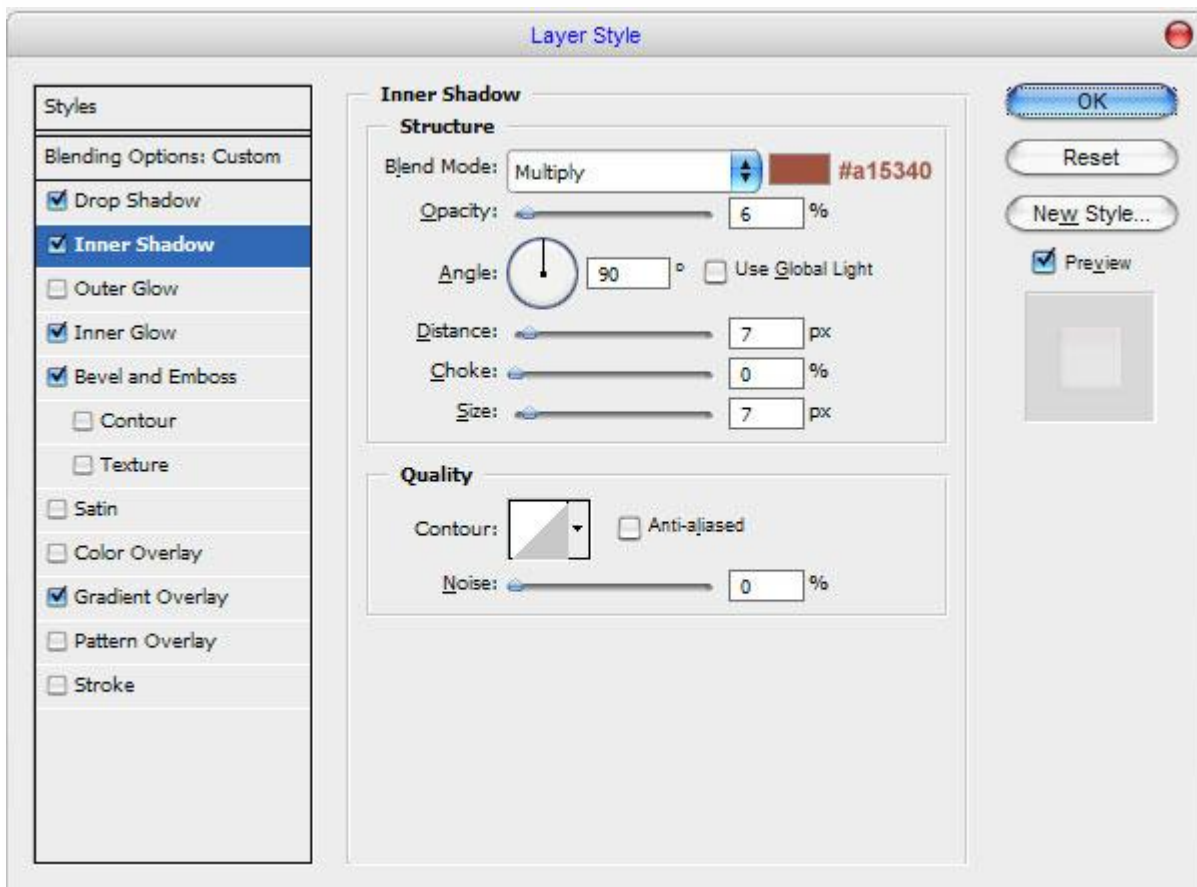 Layer Style
Styles
Blending Options: Custom
Drop Shadow
Inner Shadow
Outer Glow
Inner Glow
Bevel and Emboss
Contour
Texture
Satin
Color Overlay
Gradient Overlay
Pattern Overlay
Stroke
Inner Shadow
Structure
Blend Mode: Multiply #a15340
Opacity: 6 %
Angle: 90 ° Use Global Light
Distance: 7 px
Choke: 0 %
Size: 7 px
Quality
Contour: Anti-aliased
Noise: 0 %
OK
Reset
New Style...
Preview